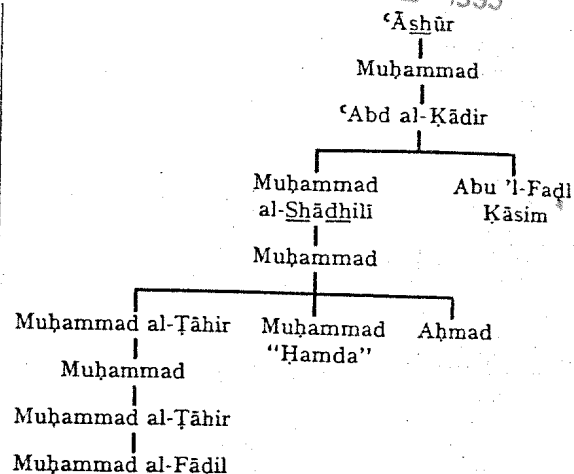 ʿĀshūr
Muḥammad
ʿAbd al-Ḳādir
Muḥammad al-Shādhilī
Abu 'l-Faḍl Ḳāsim
Muḥammad
Muḥammad al-Ṭāhir
Muḥammad "Ḥamda"
Aḥmad
Muḥammad
Muḥammad al-Ṭāhir
Muḥammad al-Fāḍil